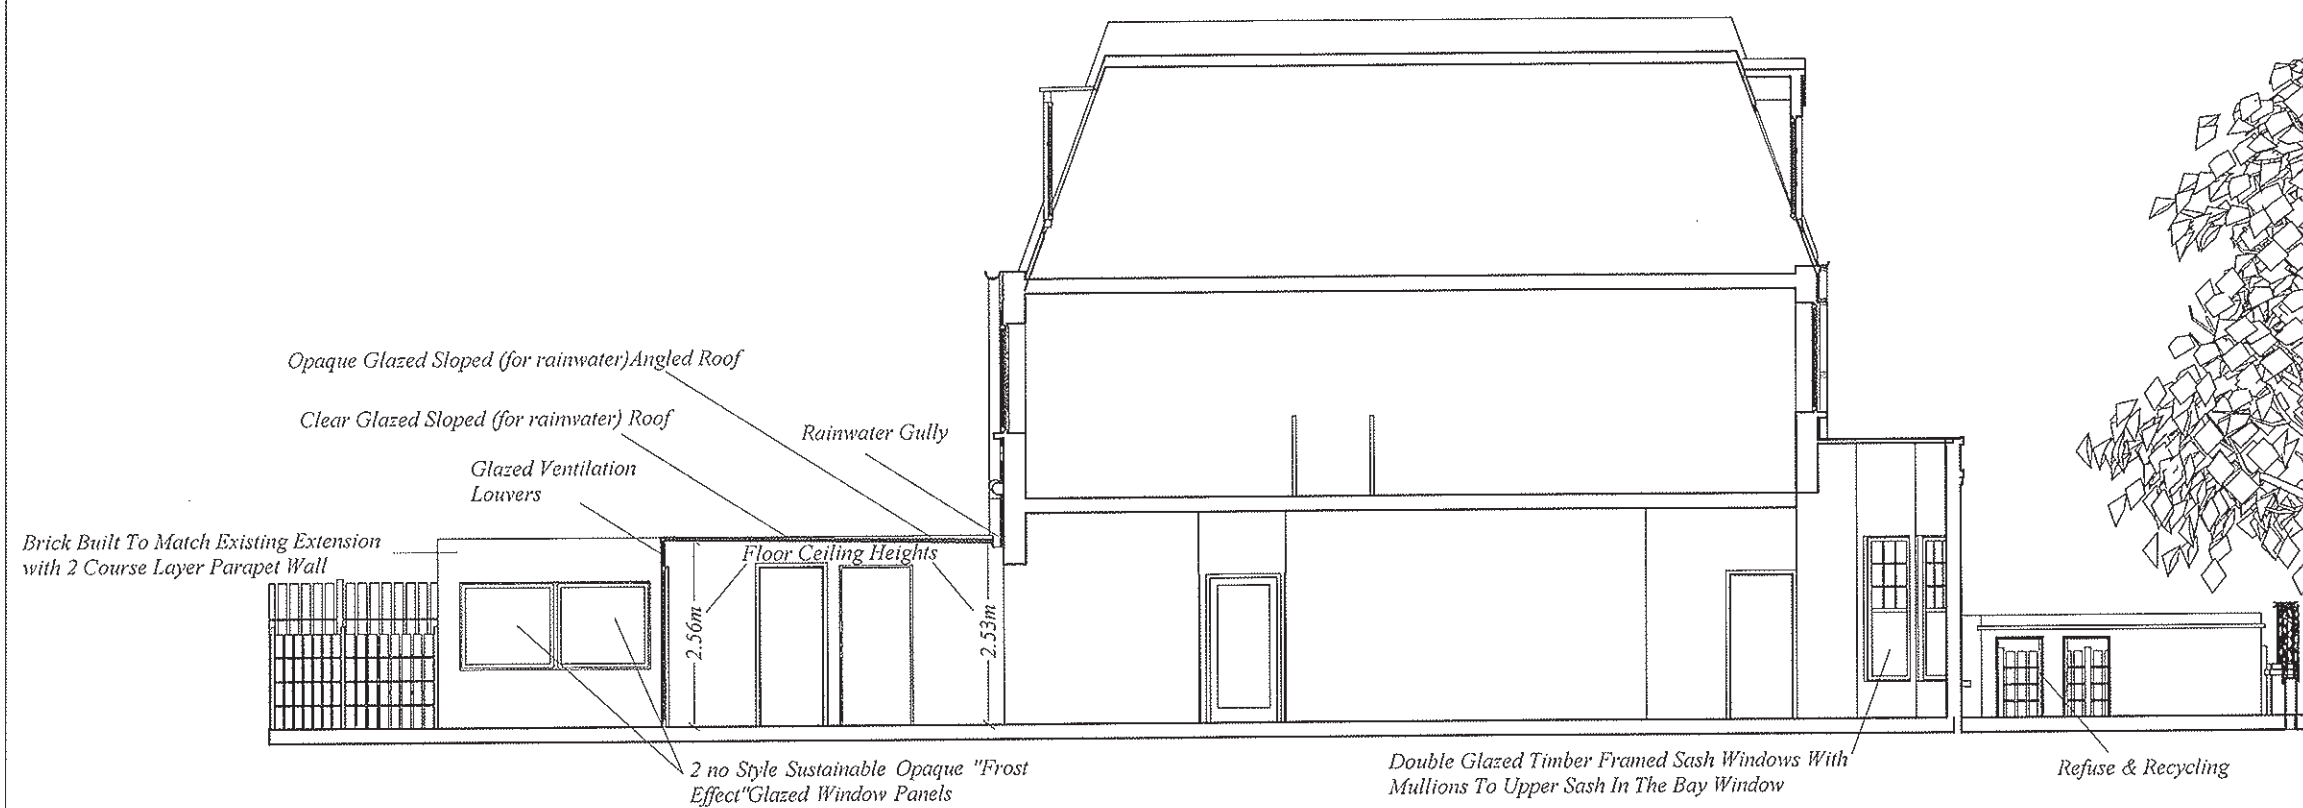 Opaque Glazed Sloped (for rainwater)Angled Roof
Clear Glazed Sloped (for rainwater) Roof
Rainwater Gully
Glazed Ventilation
Louvers
Brick Built To Match Existing Extension
with 2 Course Layer Parapet Wall
Floor Ceiling Heights
2.56m
2.53m
2 no Style Sustainable Opaque "Frost
Effect"Glazed Window Panels
Double Glazed Timber Framed Sash Windows With
Mullions To Upper Sash In The Bay Window
Refuse & Recycling